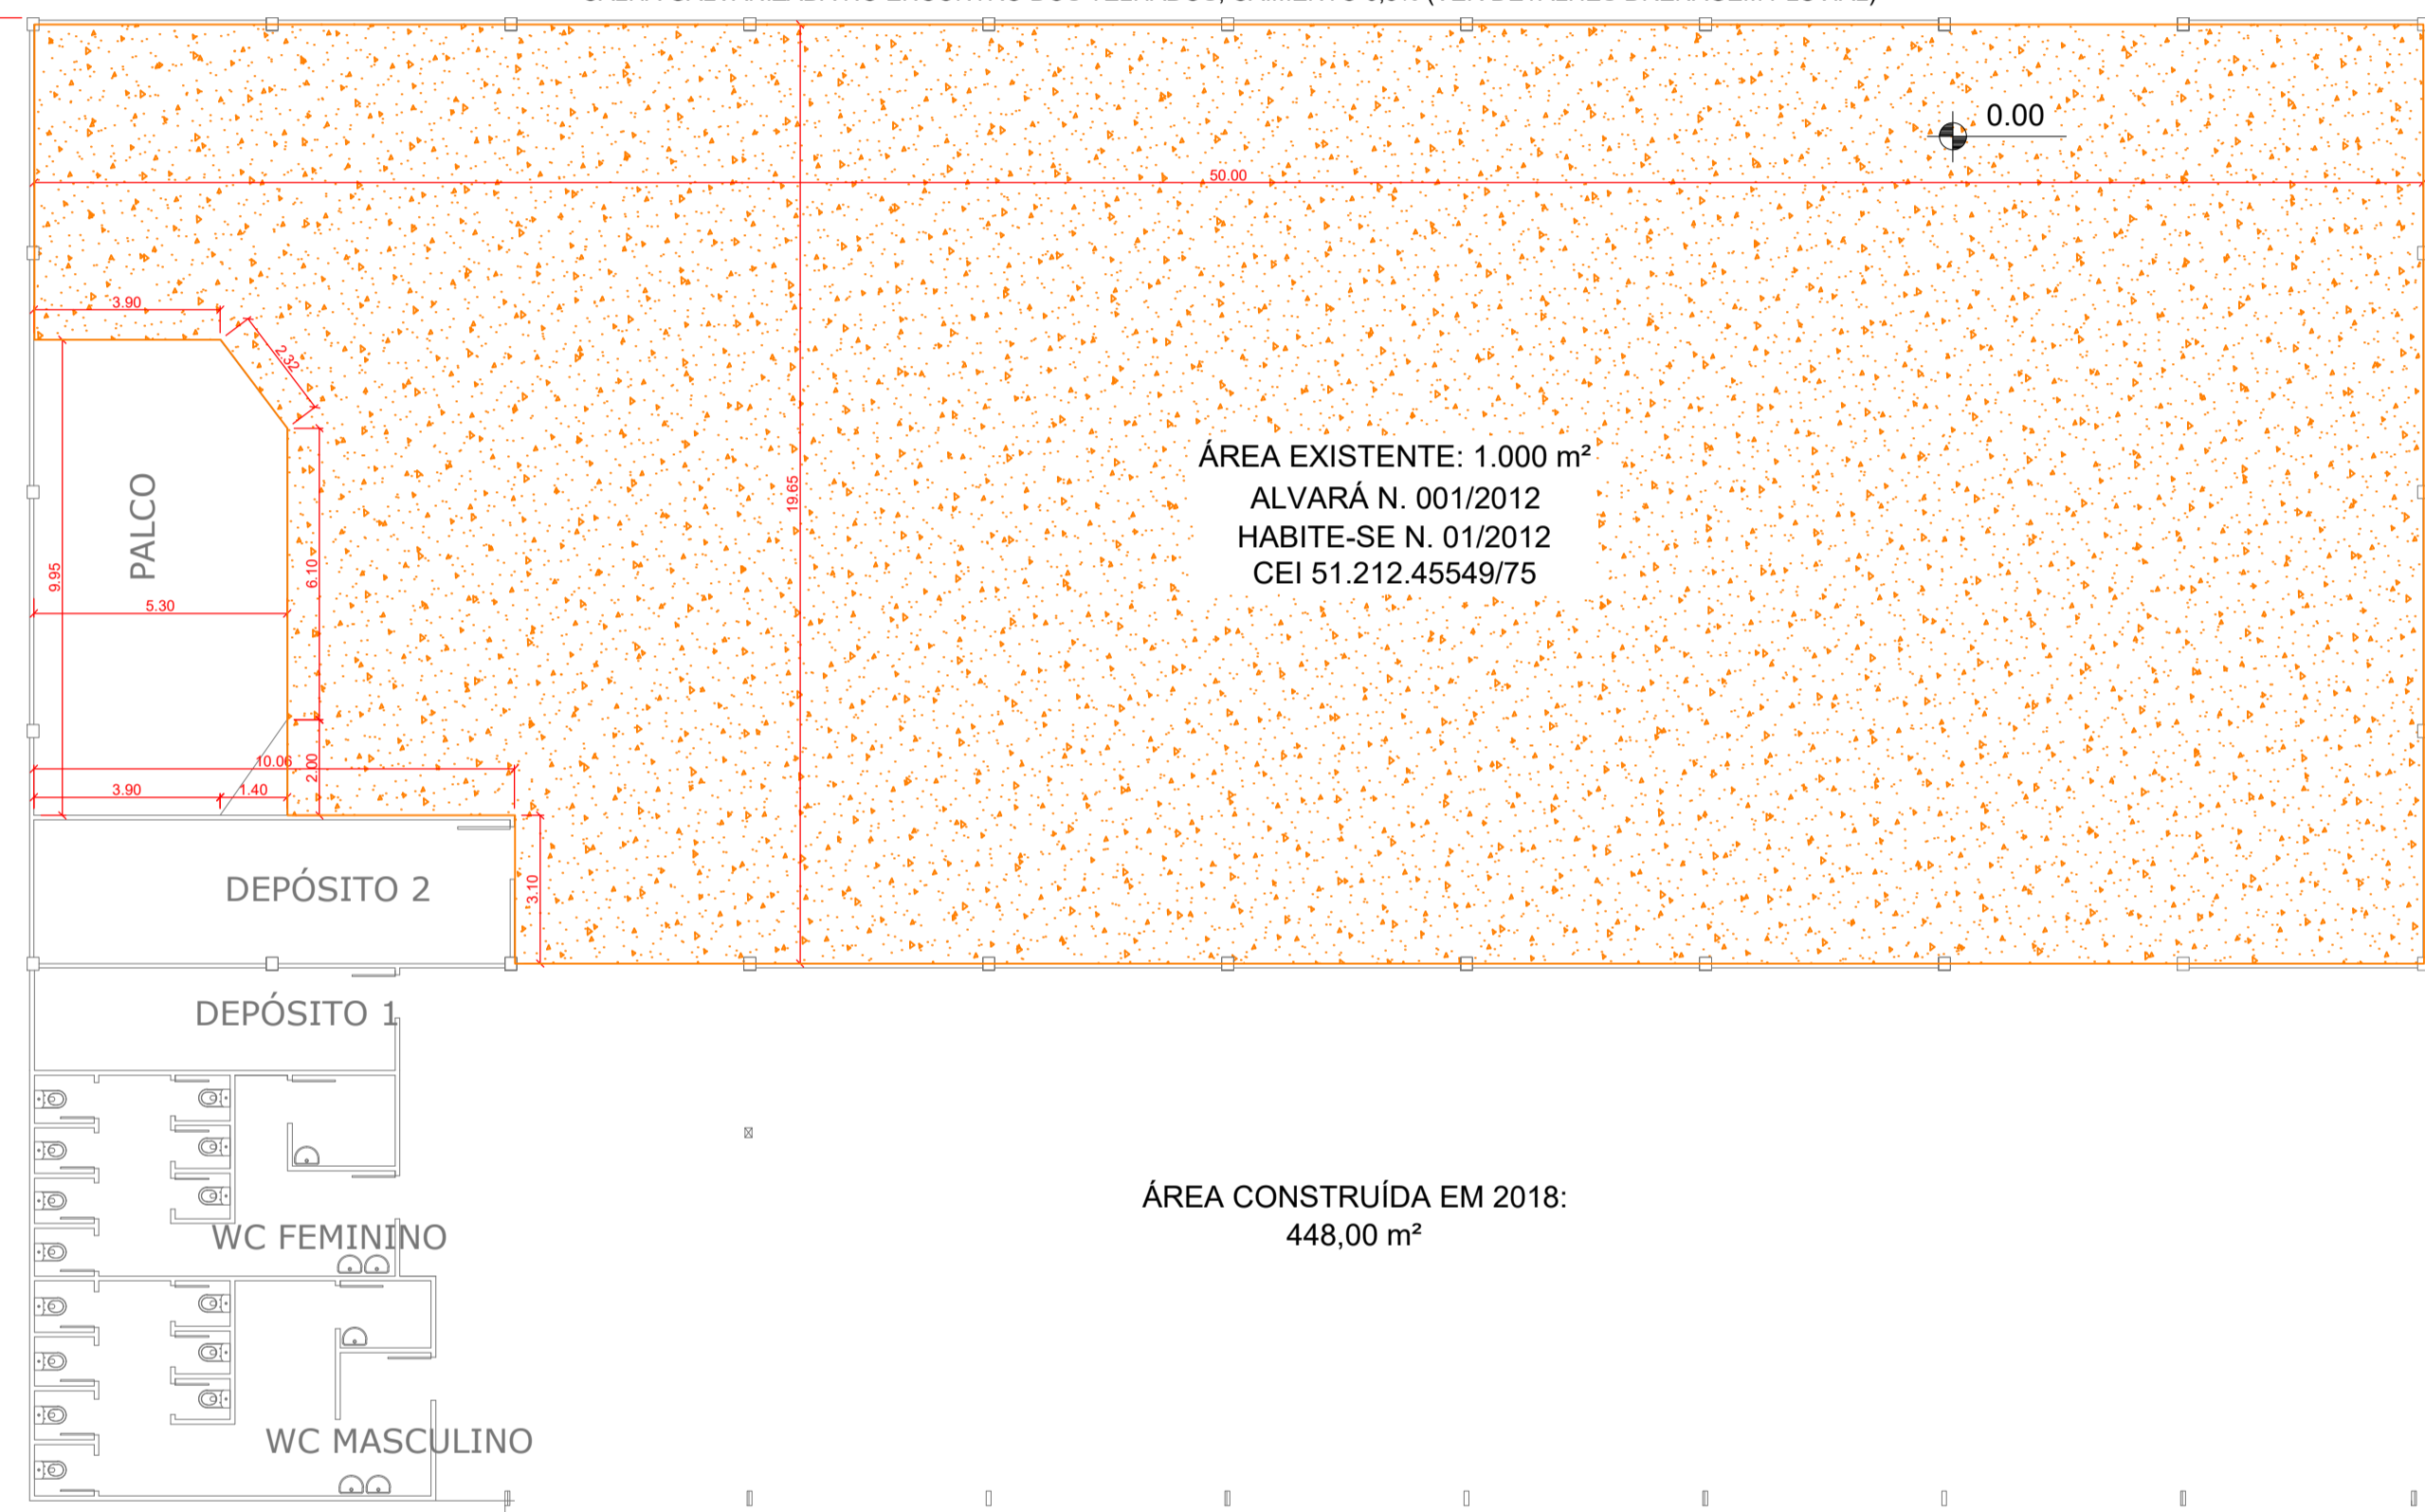 0.00
50.00
3.90
2.32
19.65
ÁREA EXISTENTE: 1.000 m²
ALVARÁ N. 001/2012
HABITE-SE N. 01/2012
CEI 51.212.45549/75
PALCO
9.95
6.10
5.30
10.06
2.00
3.90
1.40
DEPÓSITO 2
3.10
DEPÓSITO 1
ÁREA CONSTRUÍDA EM 2018:
448,00 m²
WC FEMININO
WC MASCULINO